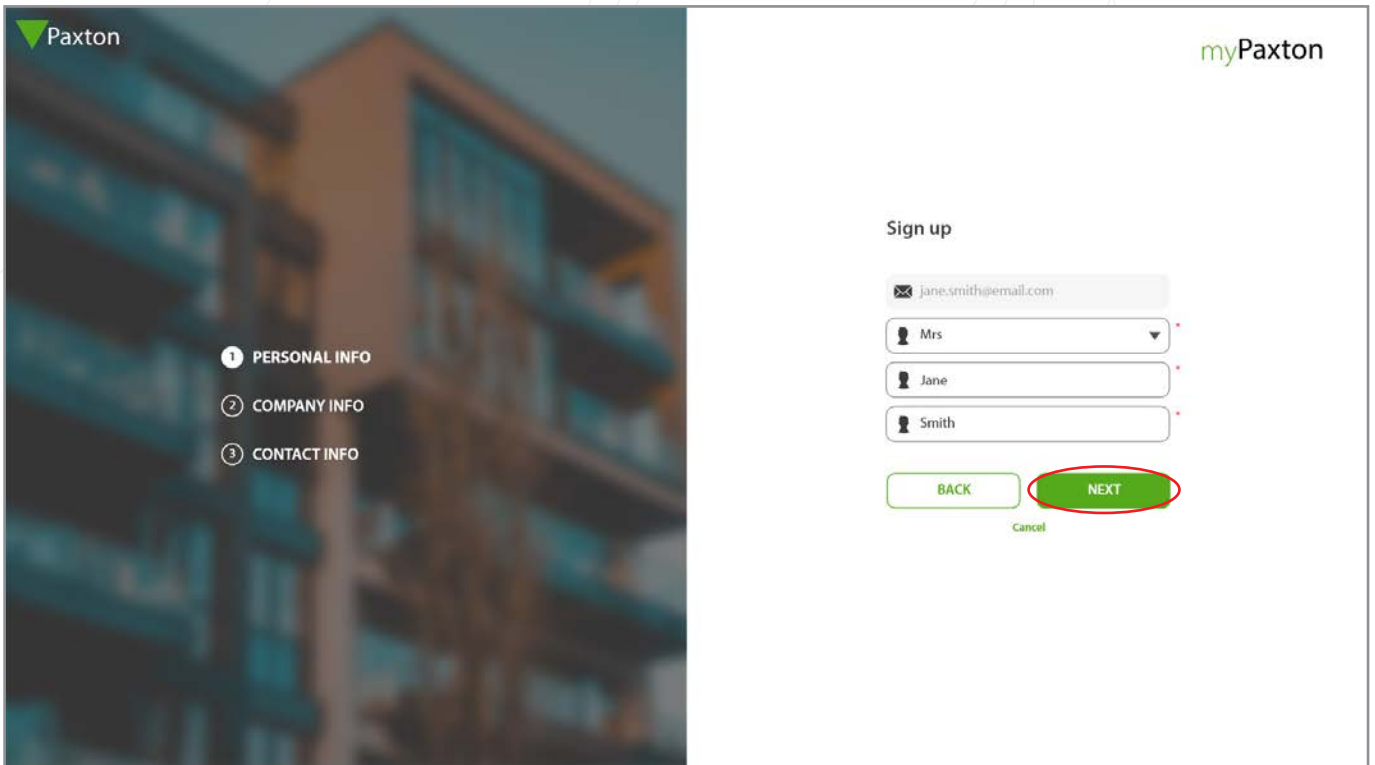 Paxton
myPaxton
1 PERSONAL INFO
2 COMPANY INFO
3 CONTACT INFO
Sign up
jane.smith@email.com
Mrs
*
Jane
*
Smith
*
BACK
NEXT
Cancel